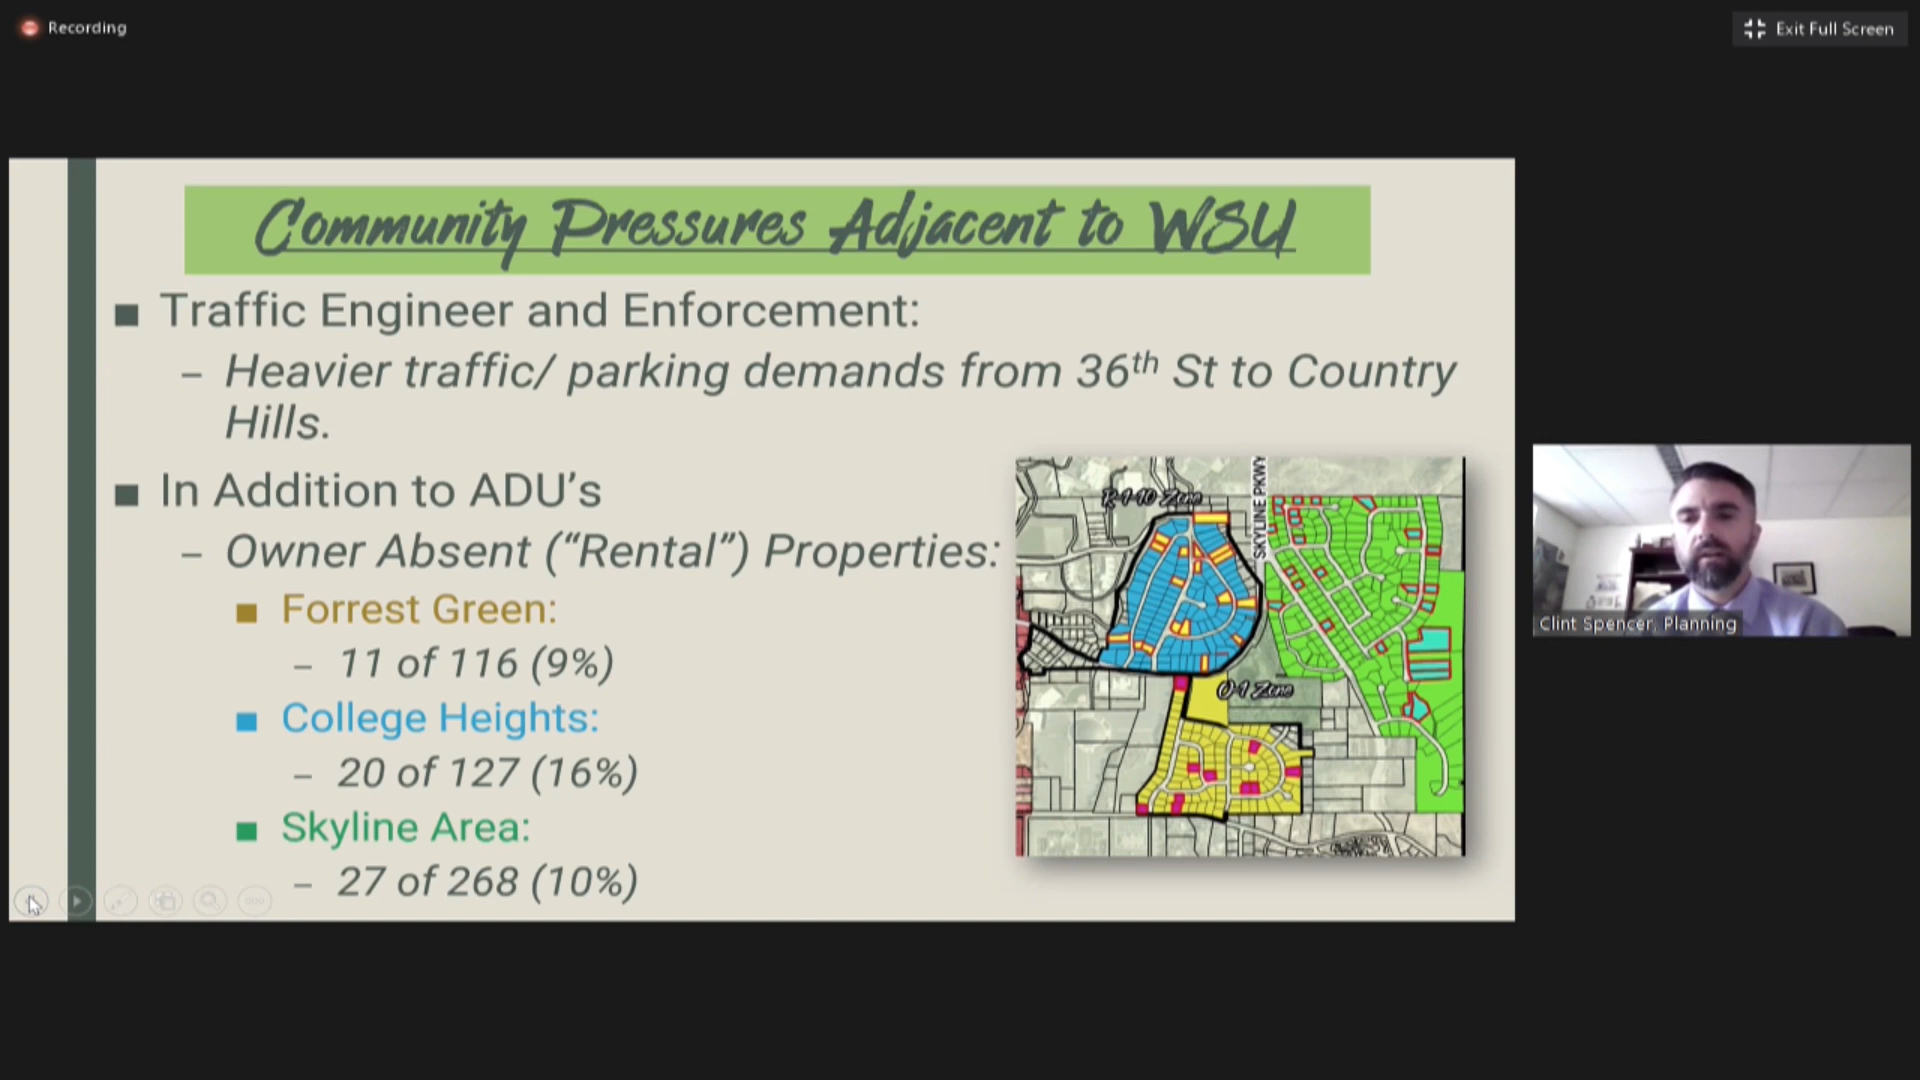 Recording
Exit Full Screen
Community Pressures Adjacent to WSU
■ Traffic Engineer and Enforcement:
– Heavier traffic/ parking demands from 36th St to Country
Hills.
■ In Addition to ADU's
– Owner Absent (“Rental”) Properties:
■ Forrest Green:
– 11 of 116 (9%)
■ College Heights:
– 20 of 127 (16%)
■ Skyline Area:
– 27 of 268 (10%)
R-1-10 Zone
SKYLINE PKWY
O-1 Zone
Clint Spencer, Planning